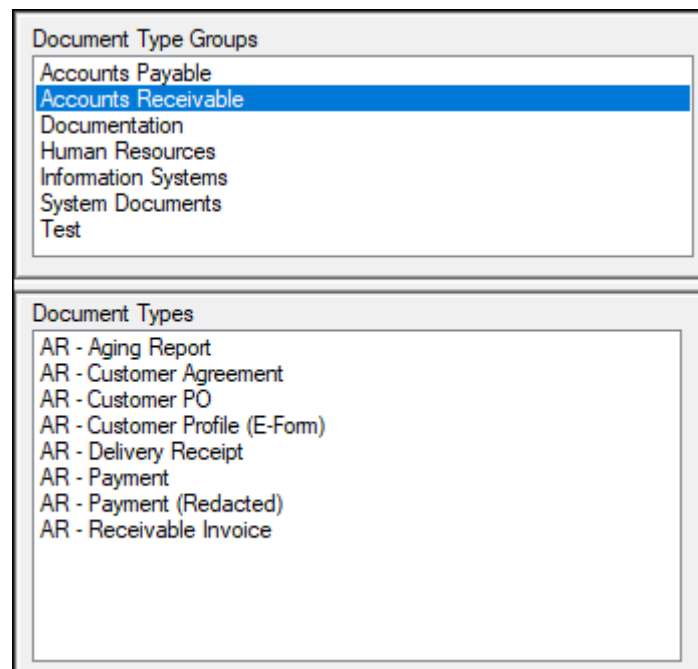 Document Type Groups
Accounts Payable
Accounts Receivable
Documentation
Human Resources
Information Systems
System Documents
Test
Document Types
AR - Aging Report
AR - Customer Agreement
AR - Customer PO
AR - Customer Profile (E-Form)
AR - Delivery Receipt
AR - Payment
AR - Payment (Redacted)
AR - Receivable Invoice